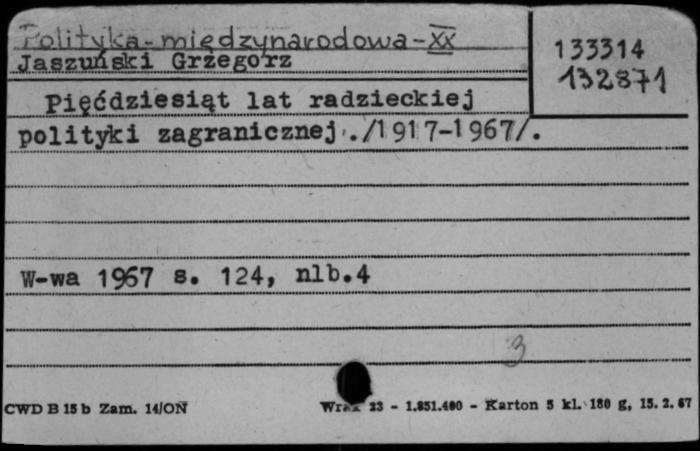 Polityka-międzynarodowa-XX
Jaszuński Grzegorz
133314
132871
Pięćdziesiąt lat radzieckiej
polityki zagranicznej./1917-1967/.
W-wa 1967 s. 124, nlb.4
3
CWD B 15 b Zam. 14/ON
23 - 1.851.400 - Karton 5 kl. 180 g, 15. 2. 67